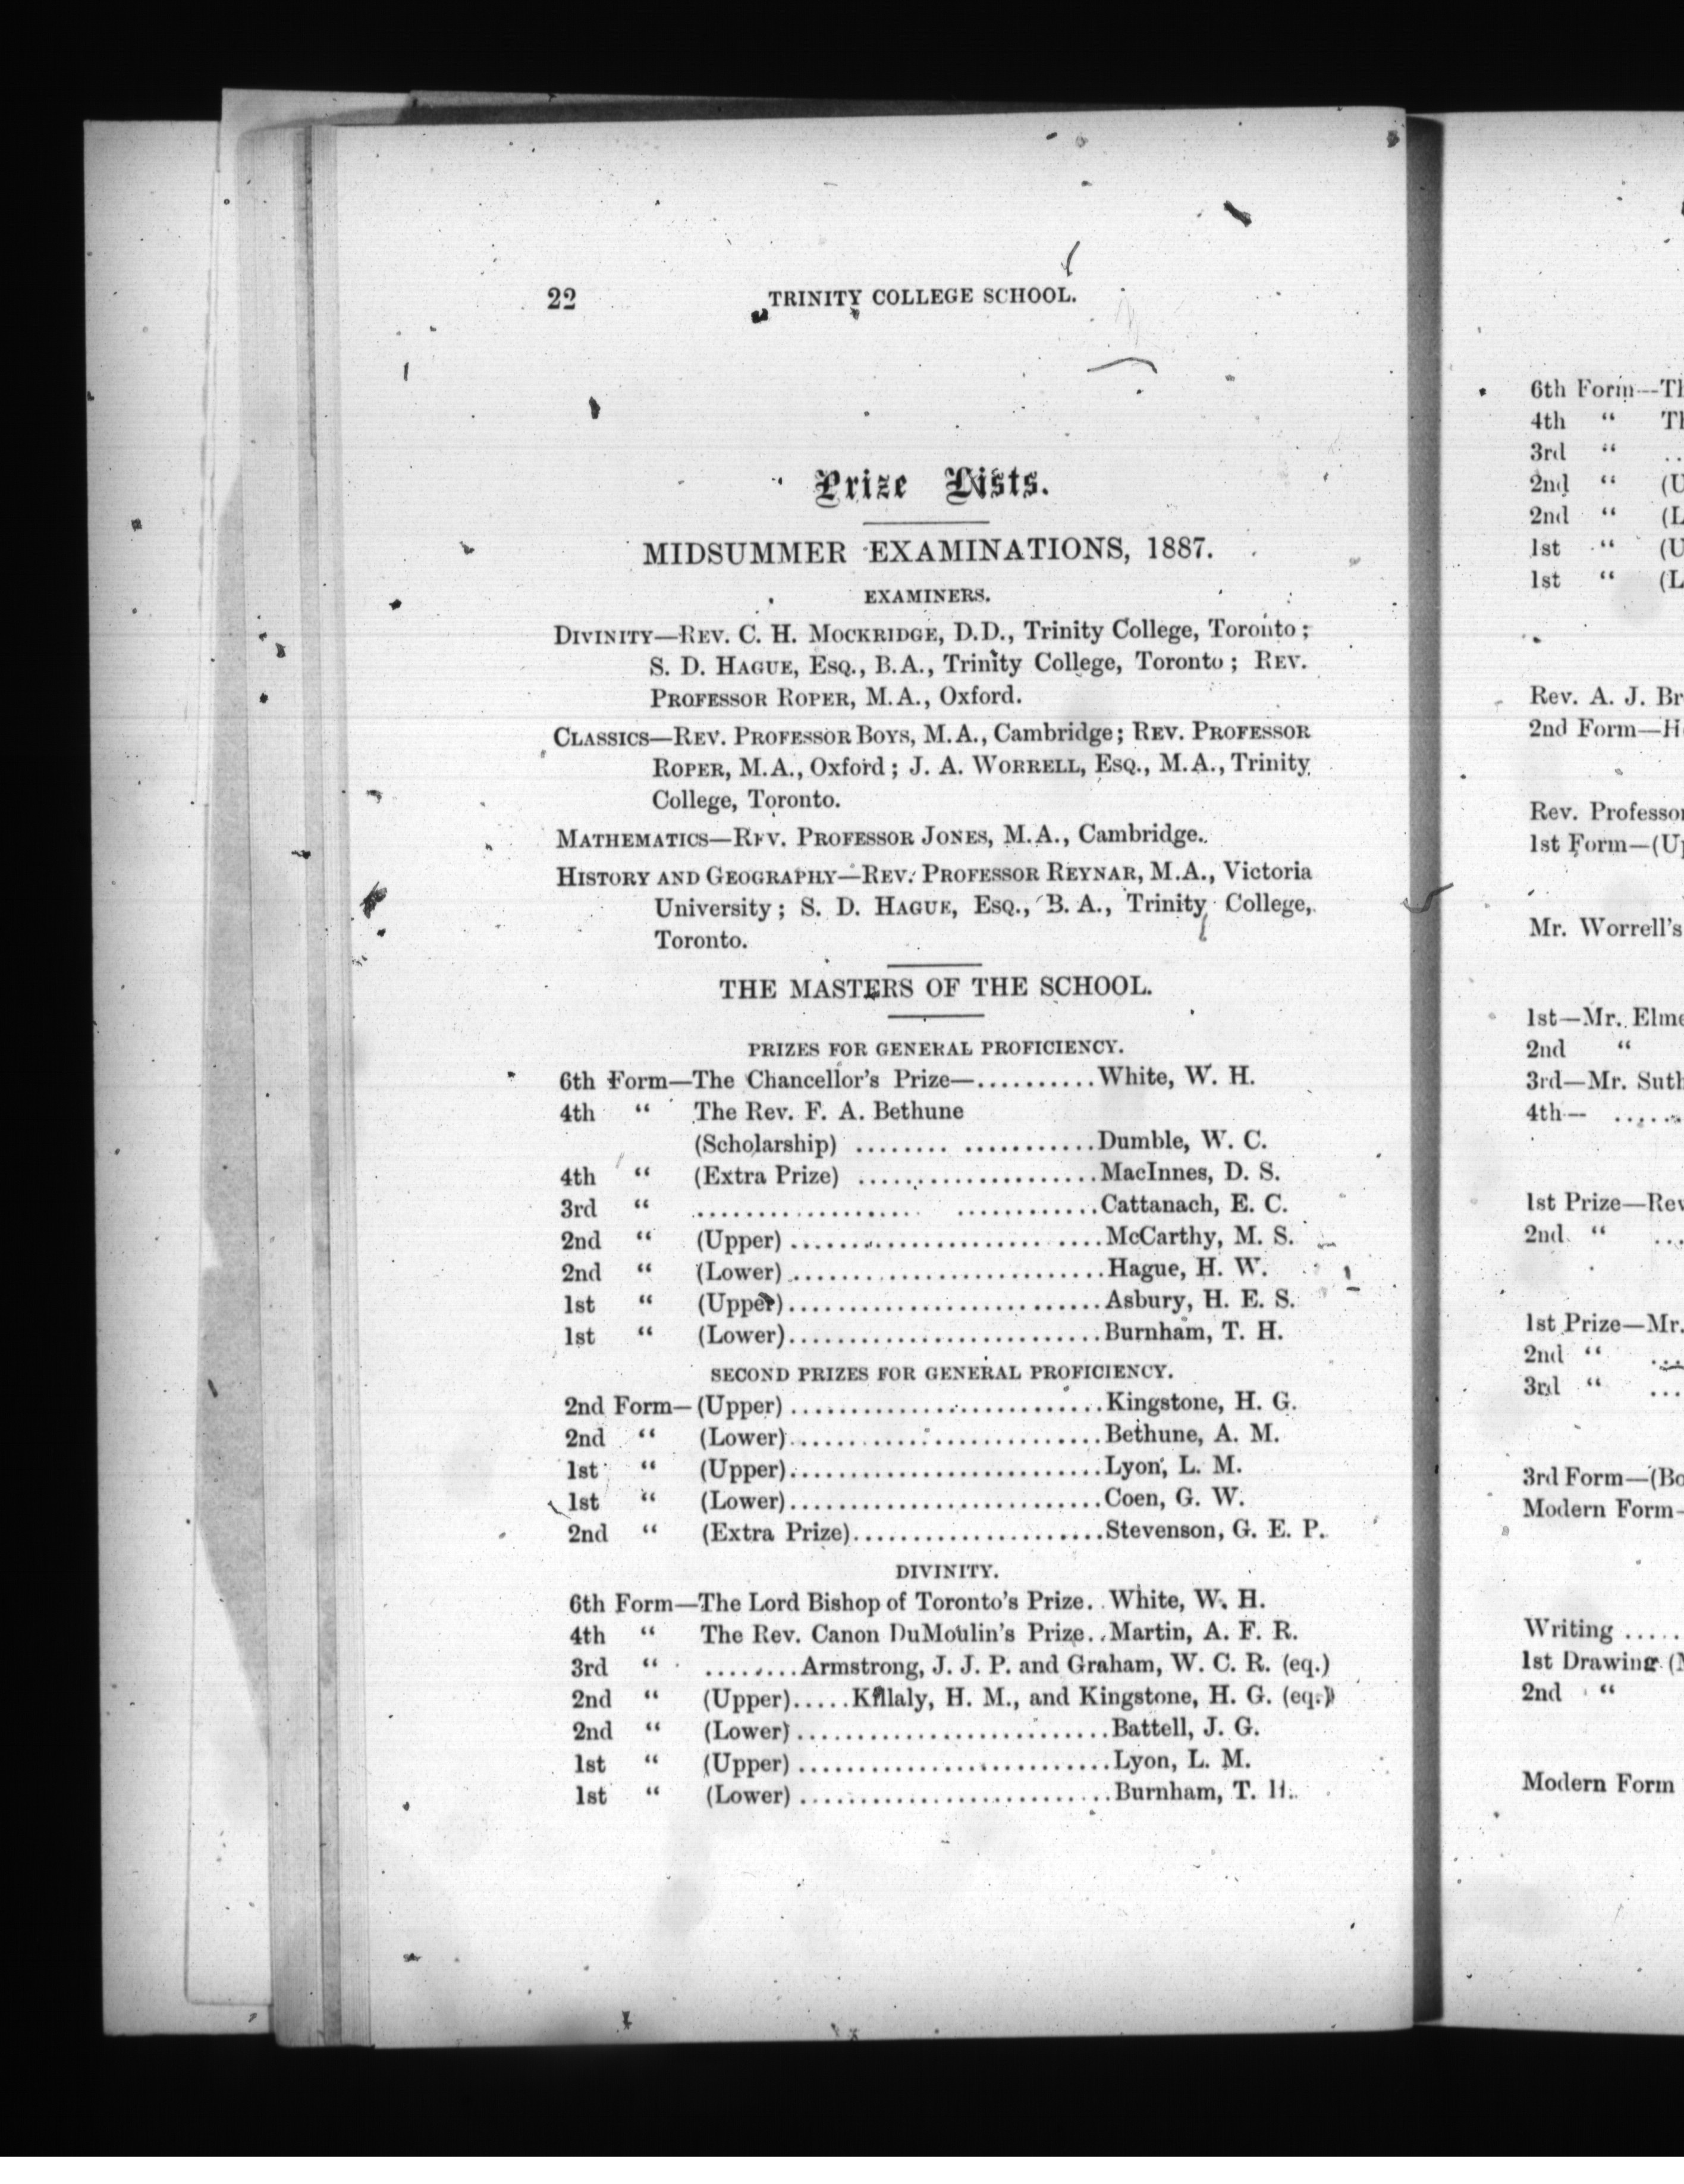 22 TRINITY COLLEGE SCHOOL.
Prize Lists.
MIDSUMMER EXAMINATIONS, 1887.
EXAMINERS.
DIVINITY—REV. C. H. MOCKRIDGE, D.D., Trinity College, Toronto;
S. D. HAGUE, ESQ., B.A., Trinity College, Toronto; REV.
PROFESSOR ROPER, M.A., Oxford.
CLASSICS—REV. PROFESSOR BOYS, M.A., Cambridge; REV. PROFESSOR
ROPER, M.A., Oxford; J. A. WORRELL, ESQ., M.A., Trinity
College, Toronto.
MATHEMATICS—REV. PROFESSOR JONES, M.A., Cambridge.
HISTORY AND GEOGRAPHY—REV. PROFESSOR REYNAR, M.A., Victoria
University; S. D. HAGUE, ESQ., B. A., Trinity College,
Toronto.
THE MASTERS OF THE SCHOOL.
PRIZES FOR GENERAL PROFICIENCY.
6th Form—The Chancellor's Prize—..........White, W. H.
4th " The Rev. F. A. Bethune
(Scholarship) ........ ...........Dumble, W. C.
4th " (Extra Prize) .....................MacInnes, D. S.
3rd " .................... ............Cattanach, E. C.
2nd " (Upper) ...................... ....McCarthy, M. S.
2nd " (Lower)...........................Hague, H. W.
1st " (Upper)...........................Asbury, H. E. S.
1st " (Lower)...........................Burnham, T. H.
SECOND PRIZES FOR GENERAL PROFICIENCY.
2nd Form—(Upper) ...........................Kingstone, H. G.
2nd " (Lower)...........................Bethune, A. M.
1st " (Upper)...........................Lyon, L. M.
1st " (Lower)...........................Coen, G. W.
2nd " (Extra Prize)......................Stevenson, G. E. P.
DIVINITY.
6th Form—The Lord Bishop of Toronto's Prize..White, W. H.
4th " The Rev. Canon DuMoulin's Prize..Martin, A. F. R.
3rd " ........Armstrong, J. J. P. and Graham, W. C. R. (eq.)
2nd " (Upper).....Killaly, H. M., and Kingstone, H. G. (eq.)
2nd " (Lower)...........................Battell, J. G.
1st " (Upper) ...........................Lyon, L. M.
1st " (Lower) ...........................Burnham, T. H.
6th Form—
4th "
3rd " ..
2nd "
2nd "
1st "
1st "
Rev. A. J.
2nd Form—
Rev.
1st Form—
Mr. Worrell's
1st—Mr.
2nd "
3rd—Mr.
4th— .....
1st Prize—
2nd " ...
1st Prize—Mr.
2nd " ...
3rd " ...
3rd Form—
Modern Form
Writing .....
1st Drawing
2nd "
Modern Form